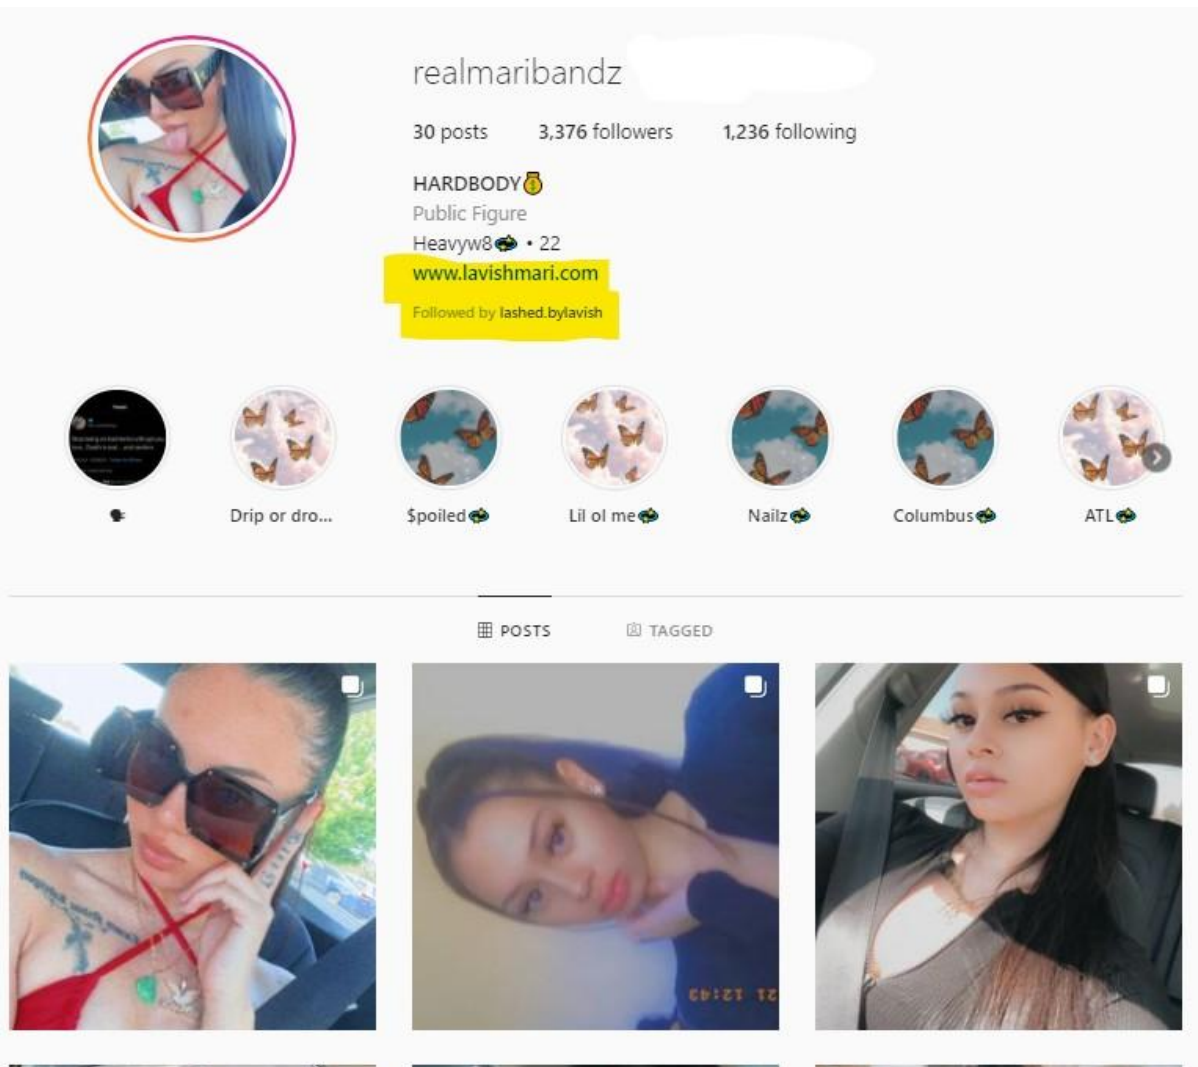 realmaribandz
30 posts 3,376 followers 1,236 following
HARDBODY💰
Public Figure
Heavyw8 • 22
www.lavishmari.com
Followed by lashed.bylavish
Drip or dro... $poiled Lil ol me Nailz Columbus ATL
POSTS TAGGED